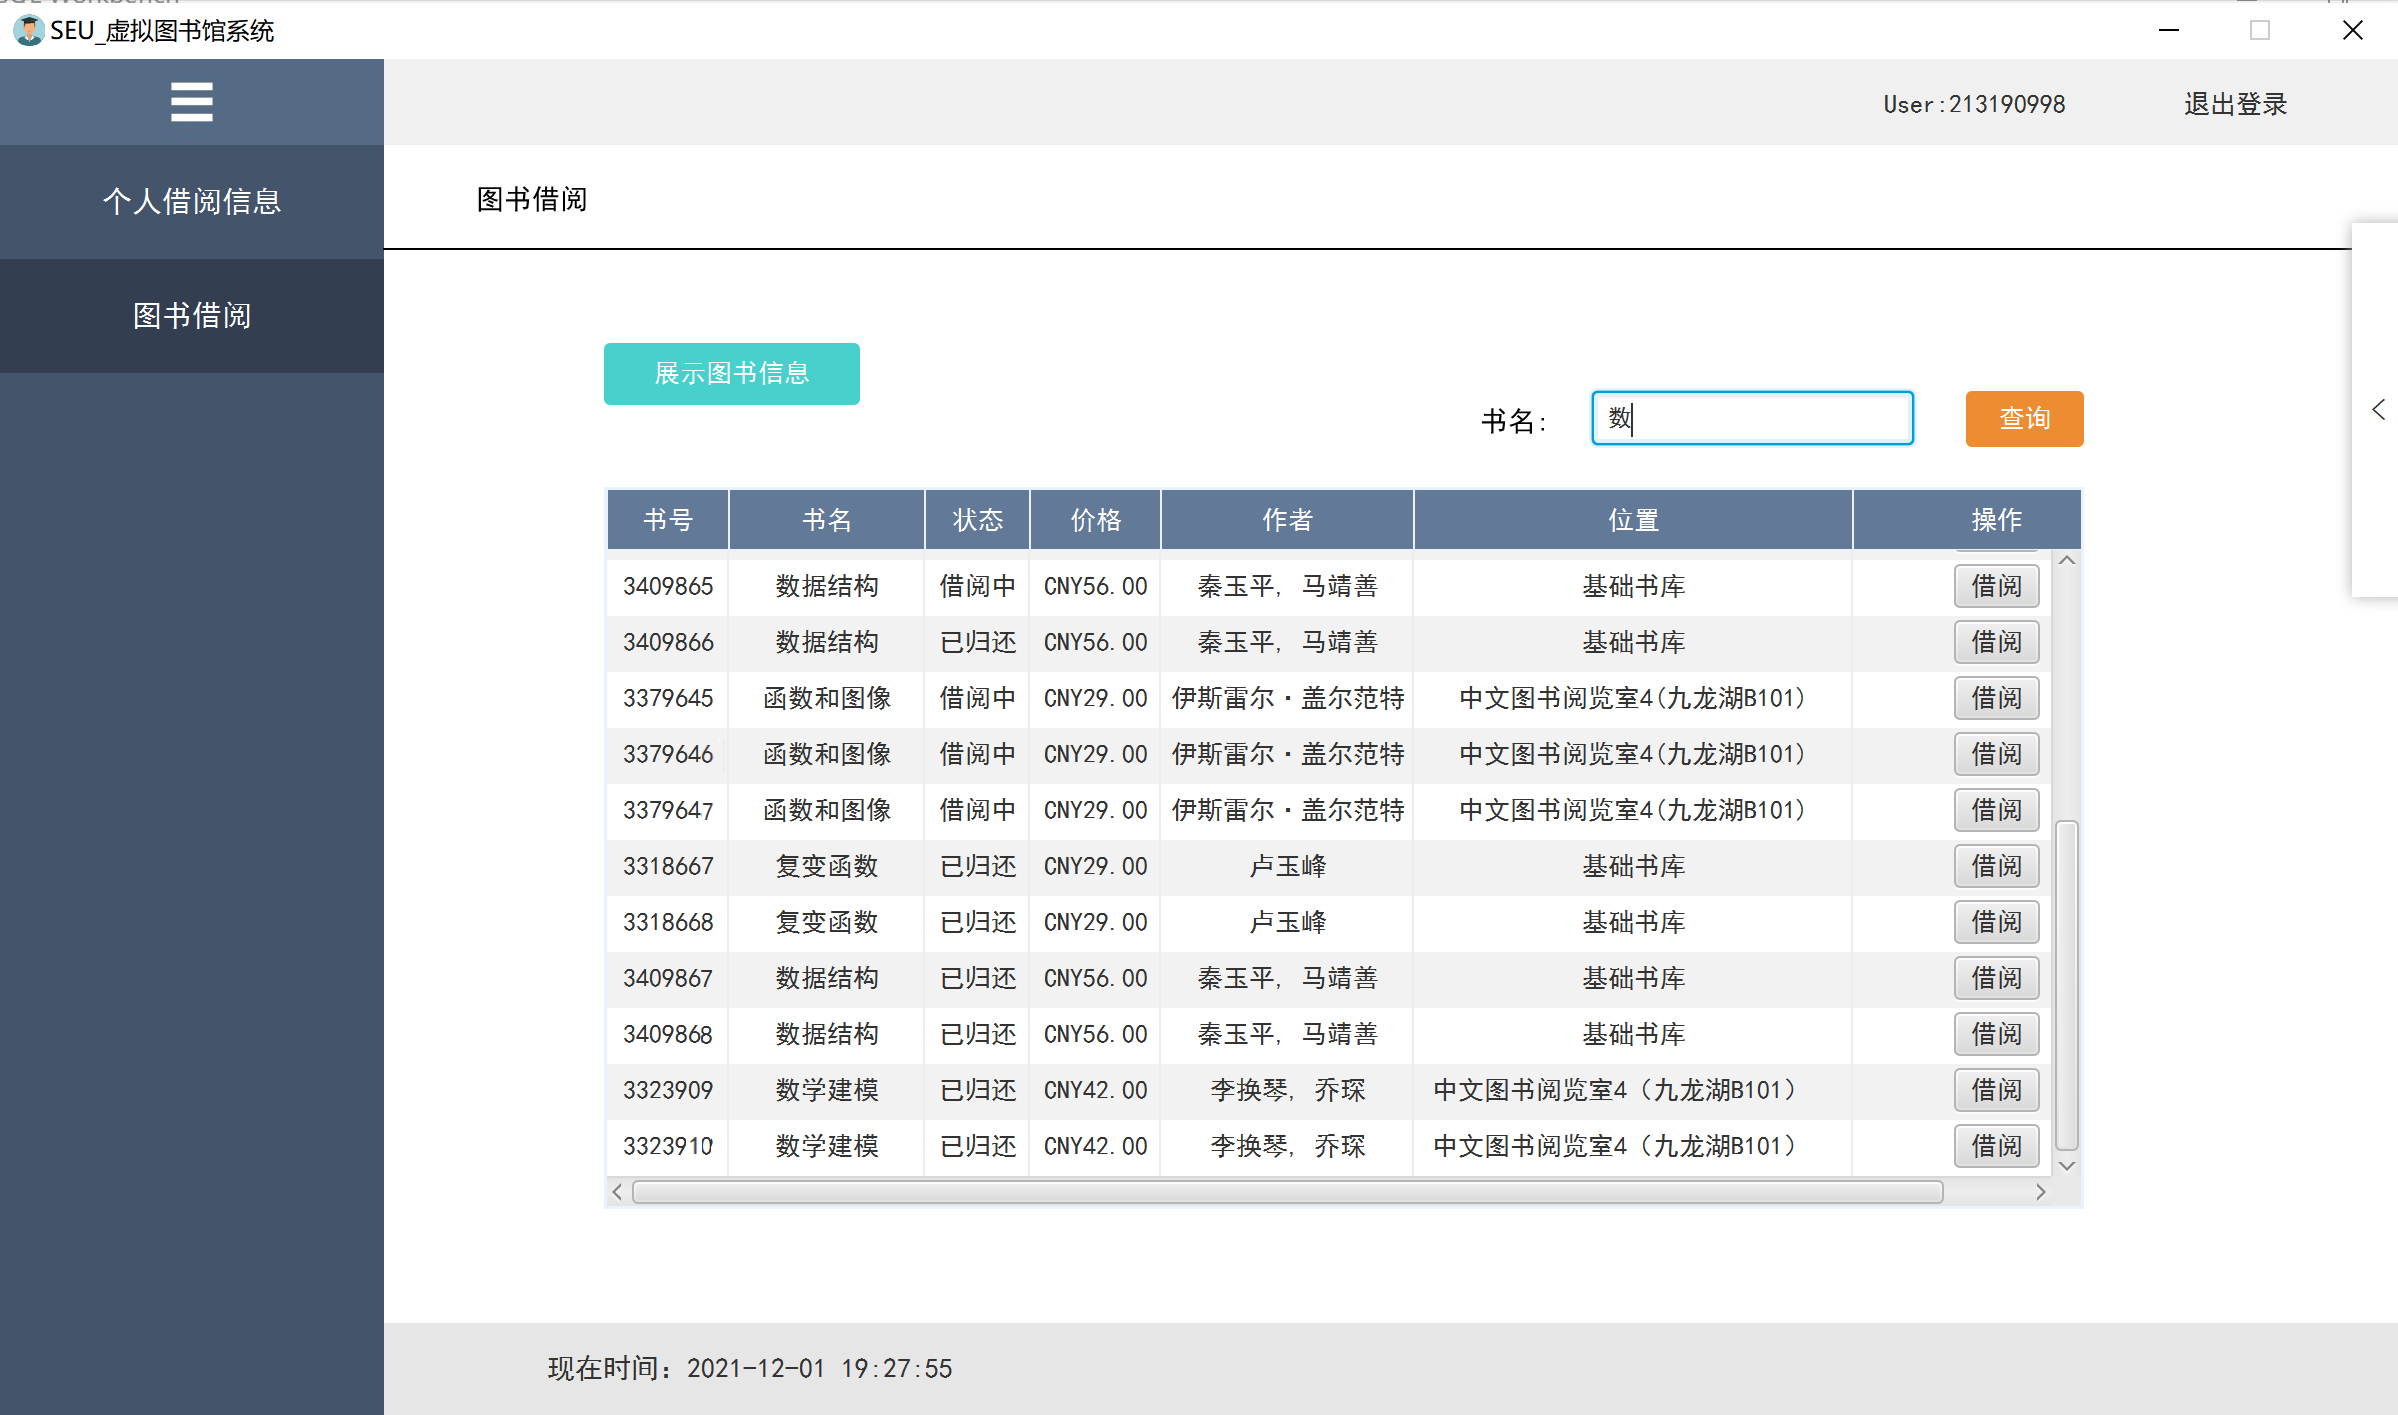 SEU_虚拟图书馆系统
User:213190998 退出登录
个人借阅信息
图书借阅
图书借阅
展示图书信息
书名: 数 查询
书号 书名 状态 价格 作者 位置 操作
3409865 数据结构 借阅中 CNY56.00 秦玉平, 马靖善 基础书库 借阅
3409866 数据结构 已归还 CNY56.00 秦玉平, 马靖善 基础书库 借阅
3379645 函数和图像 借阅中 CNY29.00 伊斯雷尔·盖尔范特 中文图书阅览室4(九龙湖B101) 借阅
3379646 函数和图像 借阅中 CNY29.00 伊斯雷尔·盖尔范特 中文图书阅览室4(九龙湖B101) 借阅
3379647 函数和图像 借阅中 CNY29.00 伊斯雷尔·盖尔范特 中文图书阅览室4(九龙湖B101) 借阅
3318667 复变函数 已归还 CNY29.00 卢玉峰 基础书库 借阅
3318668 复变函数 已归还 CNY29.00 卢玉峰 基础书库 借阅
3409867 数据结构 已归还 CNY56.00 秦玉平, 马靖善 基础书库 借阅
3409868 数据结构 已归还 CNY56.00 秦玉平, 马靖善 基础书库 借阅
3323909 数学建模 已归还 CNY42.00 李换琴, 乔琛 中文图书阅览室4（九龙湖B101） 借阅
3323910 数学建模 已归还 CNY42.00 李换琴, 乔琛 中文图书阅览室4（九龙湖B101） 借阅
现在时间：2021-12-01 19:27:55